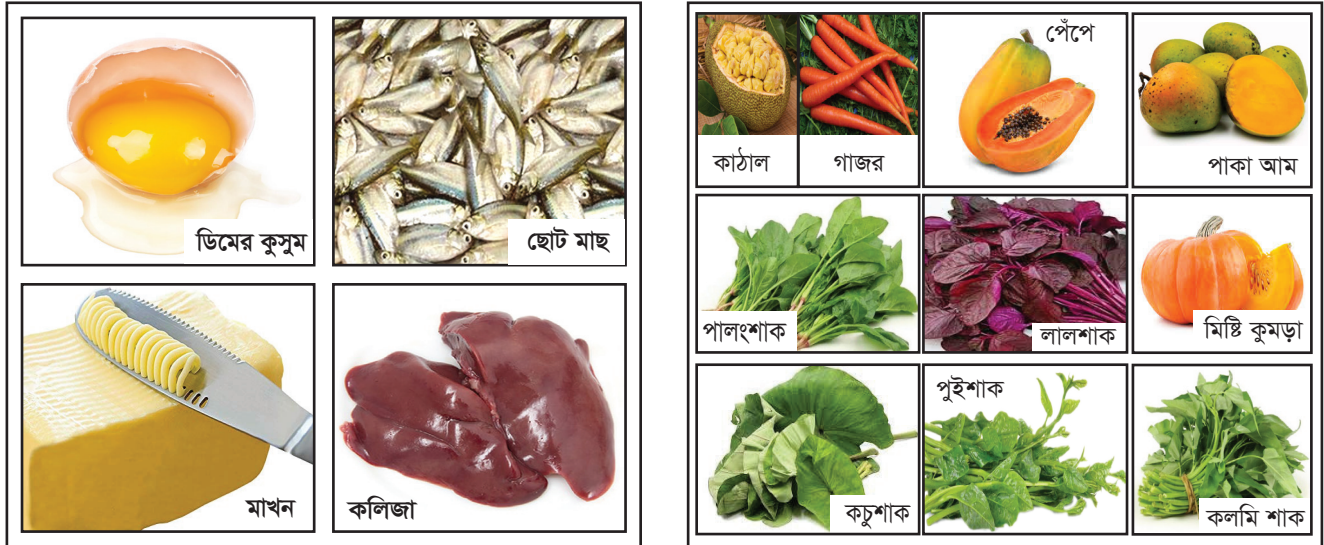 ডিমের কুসুম
ছোট মাছ
মাখন
কলিজা
কাঠাল
গাজর
পেঁপে
পাকা আম
পালংশাক
লালশাক
মিষ্টি কুমড়া
কচুশাক
পুইশাক
কলমি শাক